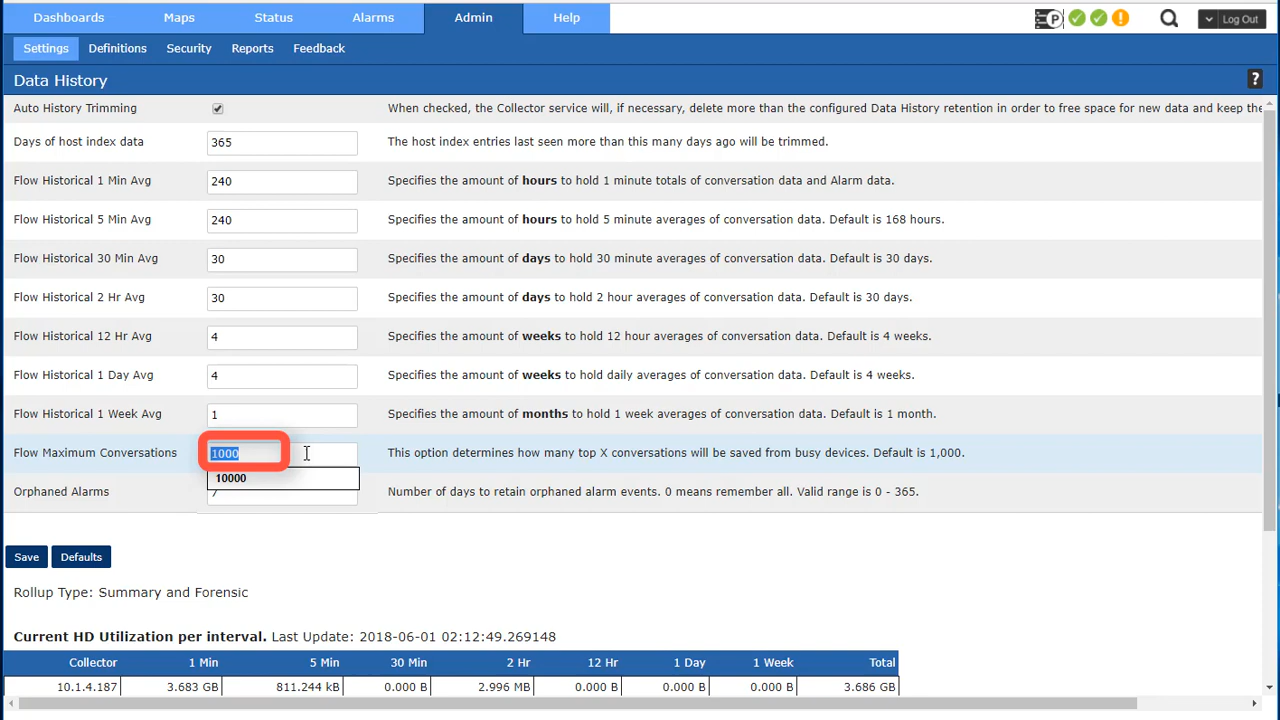 Dashboards Maps Status Alarms Admin Help P Log Out
Settings Definitions Security Reports Feedback
Data History ?
Auto History Trimming When checked, the Collector service will, if necessary, delete more than the configured Data History retention in order to free space for new data and keep the
Days of host index data 365 The host index entries last seen more than this many days ago will be trimmed.
Flow Historical 1 Min Avg 240 Specifies the amount of hours to hold 1 minute totals of conversation data and Alarm data.
Flow Historical 5 Min Avg 240 Specifies the amount of hours to hold 5 minute averages of conversation data. Default is 168 hours.
Flow Historical 30 Min Avg 30 Specifies the amount of days to hold 30 minute averages of conversation data. Default is 30 days.
Flow Historical 2 Hr Avg 30 Specifies the amount of days to hold 2 hour averages of conversation data. Default is 30 days.
Flow Historical 12 Hr Avg 4 Specifies the amount of weeks to hold 12 hour averages of conversation data. Default is 4 weeks.
Flow Historical 1 Day Avg 4 Specifies the amount of weeks to hold daily averages of conversation data. Default is 4 weeks.
Flow Historical 1 Week Avg 1 Specifies the amount of months to hold 1 week averages of conversation data. Default is 1 month.
Flow Maximum Conversations 1000 This option determines how many top X conversations will be saved from busy devices. Default is 1,000.
10000
Orphaned Alarms 7 Number of days to retain orphaned alarm events. 0 means remember all. Valid range is 0 - 365.
Save Defaults
Rollup Type: Summary and Forensic
Current HD Utilization per interval. Last Update: 2018-06-01 02:12:49.269148
Collector 1 Min 5 Min 30 Min 2 Hr 12 Hr 1 Day 1 Week Total
10.1.4.187 3.683 GB 811.244 kB 0.000 B 2.996 MB 0.000 B 0.000 B 0.000 B 3.686 GB